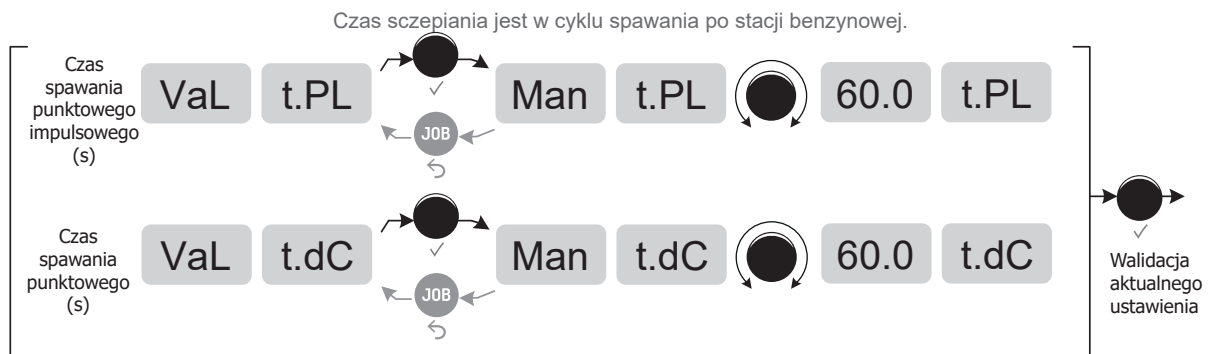 Czas sczepiania jest w cyklu spawania po stacji benzynowej.
Czas
spawania
punktowego
impulsowego
(s)
VaL t.PL Man t.PL 60.0 t.PL
JOB
Czas
spawania
punktowego
(s)
VaL t.dC Man t.dC 60.0 t.dC
JOB
Walidacja
aktualnego
ustawienia